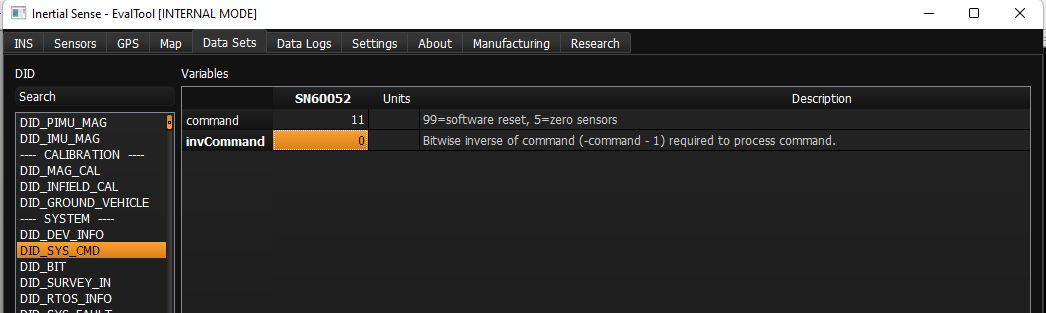 Inertial Sense - EvalTool [INTERNAL MODE]
INS Sensors GPS Map Data Sets Data Logs Settings About Manufacturing Research
DID Variables
Search
SN60052 Units Description
command 11 99=software reset, 5=zero sensors
invCommand 0 Bitwise inverse of command (-command - 1) required to process command.
DID_PIMU_MAG
DID_IMU_MAG
---- CALIBRATION ----
DID_MAG_CAL
DID_INFIELD_CAL
DID_GROUND_VEHICLE
---- SYSTEM ----
DID_DEV_INFO
DID_SYS_CMD
DID_BIT
DID_SURVEY_IN
DID_RTOS_INFO
DID_SYS_FAULT